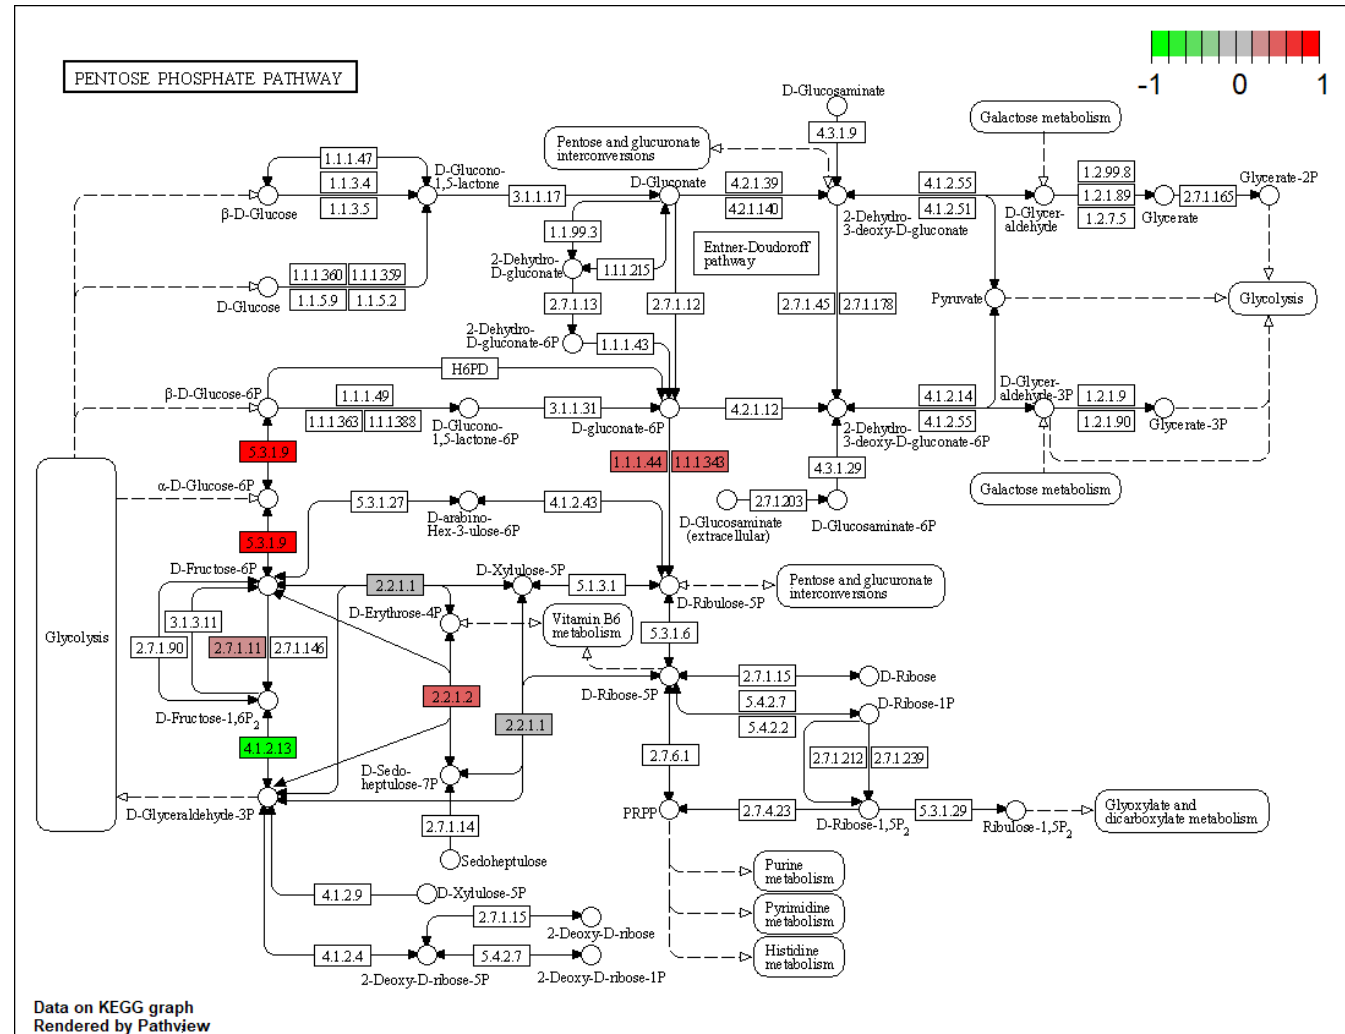 PENTOSE PHOSPHATE PATHWAY
-1 0 1
D-Glucosaminate
4.3.1.9
Galactose metabolism
Pentose and glucuronate
interconversions
1.1.1.47
D-Glucono-
1,5-lactone
1.1.3.4
1.1.3.5
β-D-Glucose
3.1.1.17
D-Gluconate
4.2.1.39
4.2.1.140
2-Dehydro-
3-deoxy-D-gluconate
4.1.2.55
4.1.2.51
D-Glycer-
aldehyde
1.2.99.8
1.2.1.89
1.2.7.5
Glycerate
2.7.1.165
Glycerate-2P
1.1.99.3
Entner-Doudoroff
pathway
2-Dehydro-
D-gluconate
1.1.1.215
1.1.1.360 1.1.1.359
1.1.5.9 1.1.5.2
D-Glucose
2.7.1.13
2.7.1.12
2.7.1.45 2.7.1.178
Pyruvate
Glycolysis
2-Dehydro-
D-gluconate-6P
1.1.1.43
H6PD
β-D-Glucose-6P
1.1.1.49
1.1.1.363 1.1.1.388
D-Glucono-
1,5-lactone-6P
3.1.1.31
D-gluconate-6P
4.2.1.12
2-Dehydro-
3-deoxy-D-gluconate-6P
4.1.2.14
4.1.2.55
D-Glycer-
aldehyde-3P
1.2.1.9
1.2.1.90
Glycerate-3P
5.3.1.9
1.1.1.44 1.1.1.343
4.3.1.29
Galactose metabolism
α-D-Glucose-6P
5.3.1.27
D-arabino-
Hex-3-ulose-6P
4.1.2.43
D-Glucosaminate
(extracellular)
2.7.1.203
D-Glucosaminate-6P
5.3.1.9
D-Fructose-6P
2.2.1.1
D-Xylulose-5P
5.1.3.1
D-Ribulose-5P
Pentose and glucuronate
interconversions
D-Erythrose-4P
Vitamin B6
metabolism
Glycolysis
3.1.3.11
2.7.1.90
2.7.1.11 2.7.1.146
5.3.1.6
D-Ribose-5P
2.7.1.15
D-Ribose
5.4.2.7
5.4.2.2
D-Ribose-1P
2.2.1.2
2.2.1.1
D-Fructose-1,6P2
4.1.2.13
2.7.6.1
2.7.1.212 2.7.1.239
D-Sedo-
heptulose-7P
D-Glyceraldehyde-3P
2.7.1.14
PRPP
2.7.4.23
D-Ribose-1,5P2
5.3.1.29
Ribulose-1,5P2
Glyoxylate and
dicarboxylate metabolism
Sedoheptulose
4.1.2.9
D-Xylulose-5P
Purine
metabolism
2.7.1.15
2-Deoxy-D-ribose
Pyrimidine
metabolism
4.1.2.4
2-Deoxy-D-ribose-5P
5.4.2.7
2-Deoxy-D-ribose-1P
Histidine
metabolism
Data on KEGG graph
Rendered by Pathview